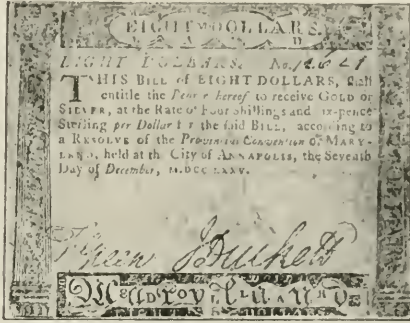 EIGHT DOLLARS.
EIGHT DOLLARS. No.
THIS BILL of EIGHT DOLLARS, shall
entitle the Bearer hereof to receive GOLD or
SILVER, at the Rate of Four Shillings and Six-pence
Sterling per Dollar for the said BILL, according to
a RESOLVE of the Provincial Convention of MARY-
LAND, held at the City of ANNAPOLIS, the Seventh
Day of December, M.DCC LXXV.
Green J Duckett